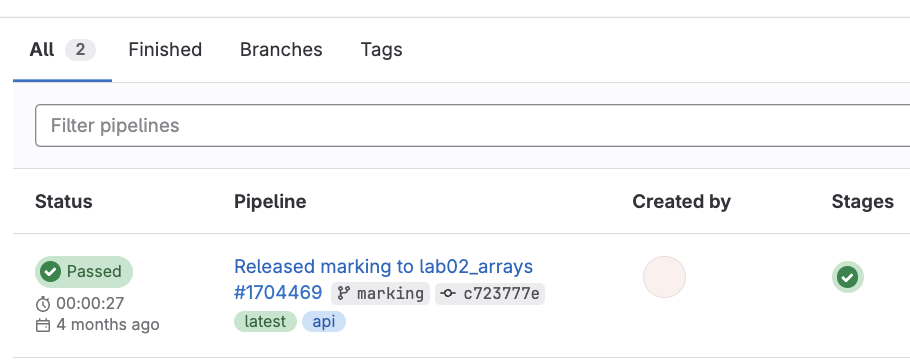 All 2 Finished Branches Tags
Filter pipelines
Status Pipeline Created by Stages
Passed Released marking to lab02_arrays
#1704469 marking c723777e
00:00:27
latest api
4 months ago